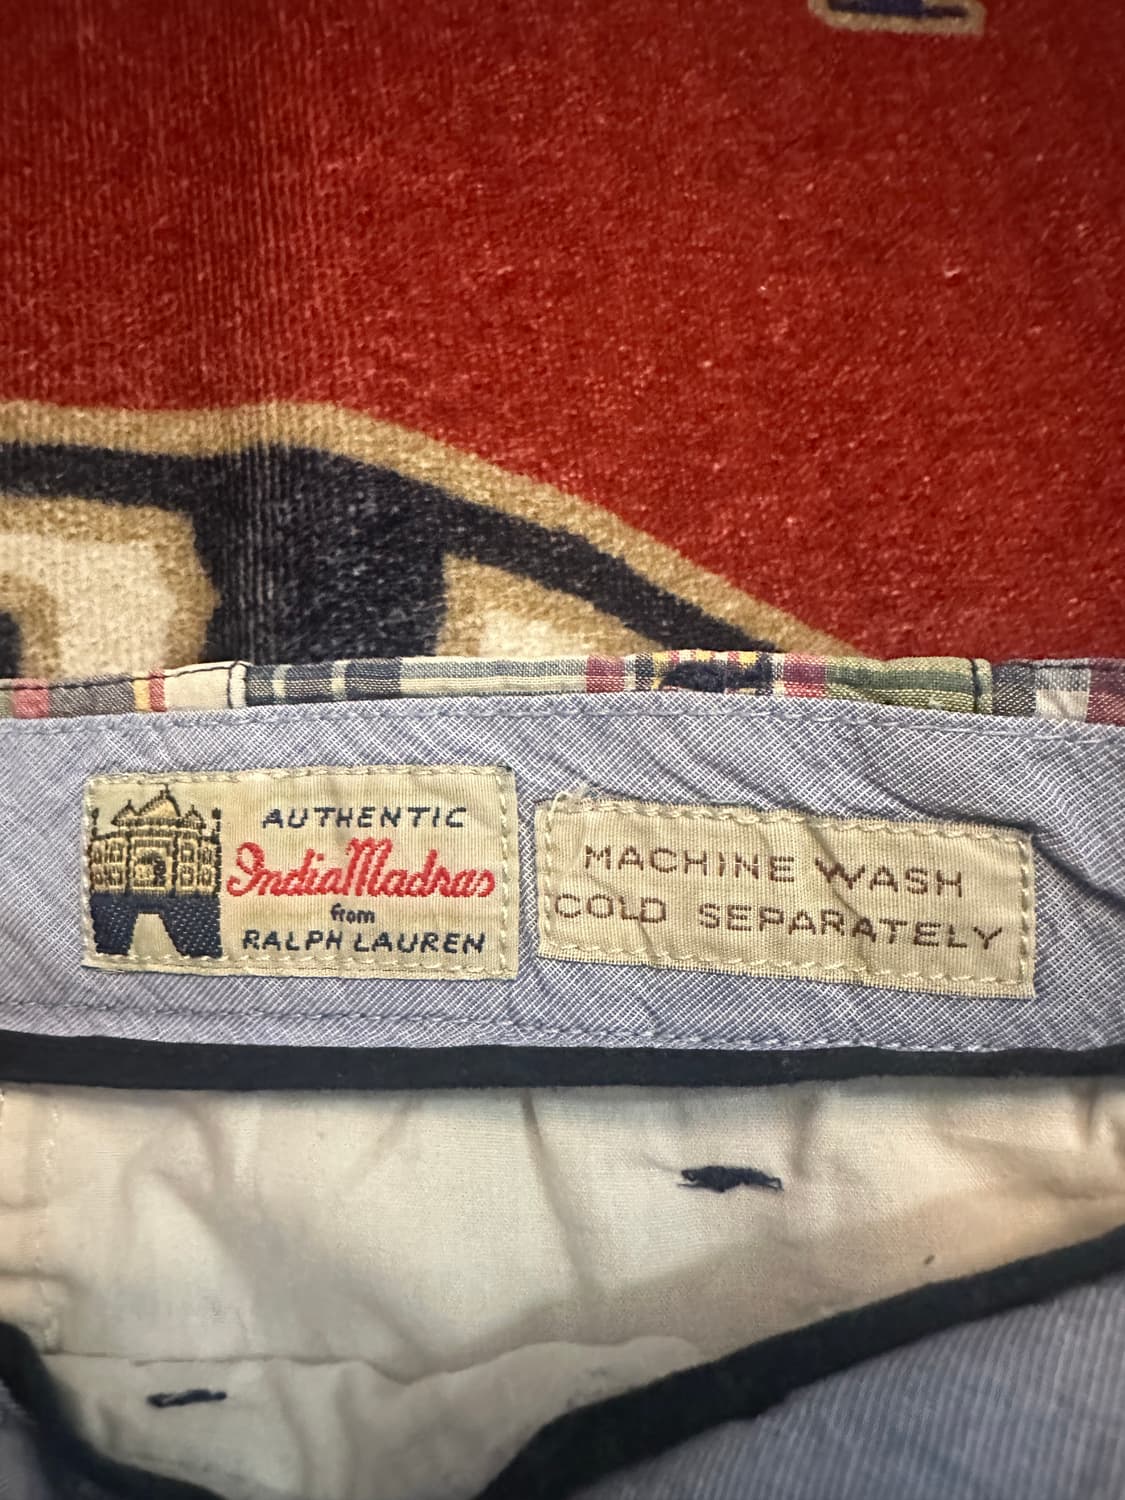 AUTHENTIC
IndiaMadras
from
RALPH LAUREN
MACHINE WASH
COLD SEPARATELY